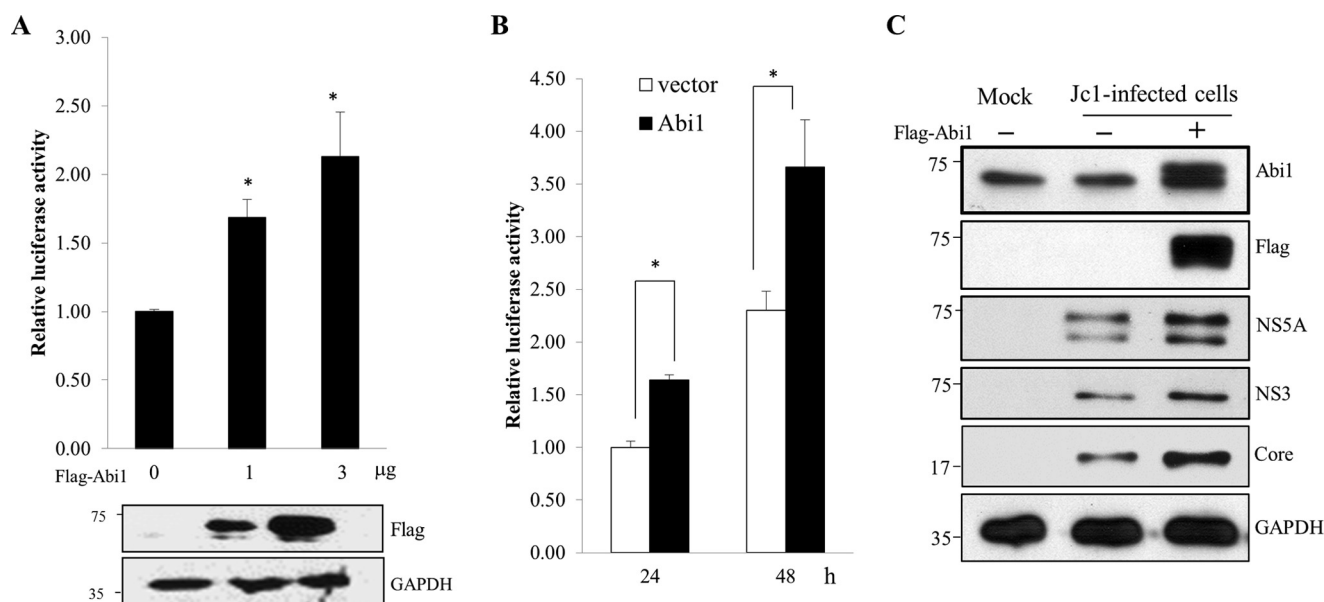 A
Relative luciferase activity
3.00
2.50
2.00
1.50
1.00
0.50
0.00
*
*
Flag-Abi1 0 1 3 μg
75
Flag
35
GAPDH
B
Relative luciferase activity
4.50
4.00
3.50
3.00
2.50
2.00
1.50
1.00
0.50
0.00
vector
Abi1
*
*
24 48 h
C
Mock Jc1-infected cells
Flag-Abi1 − − +
75 Abi1
75 Flag
75 NS5A
75 NS3
17 Core
35 GAPDH